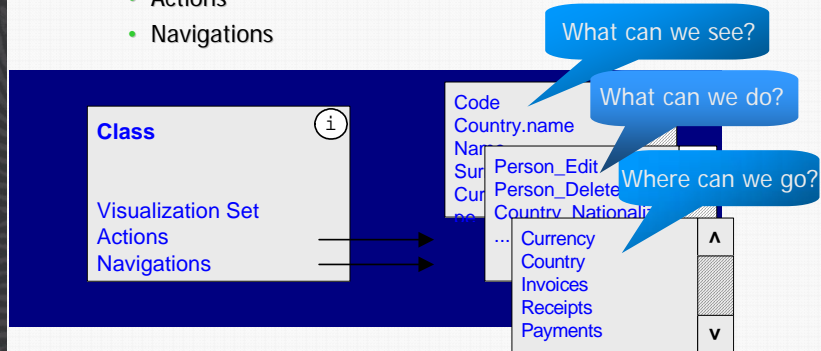 • Actions
• Navigations
What can we see?
What can we do?
Where can we go?
Class
i
Visualization Set
Actions
Navigations
Code
Country.name
Person_Edit
Person_Delete
...
Currency
Country
Invoices
Receipts
Payments